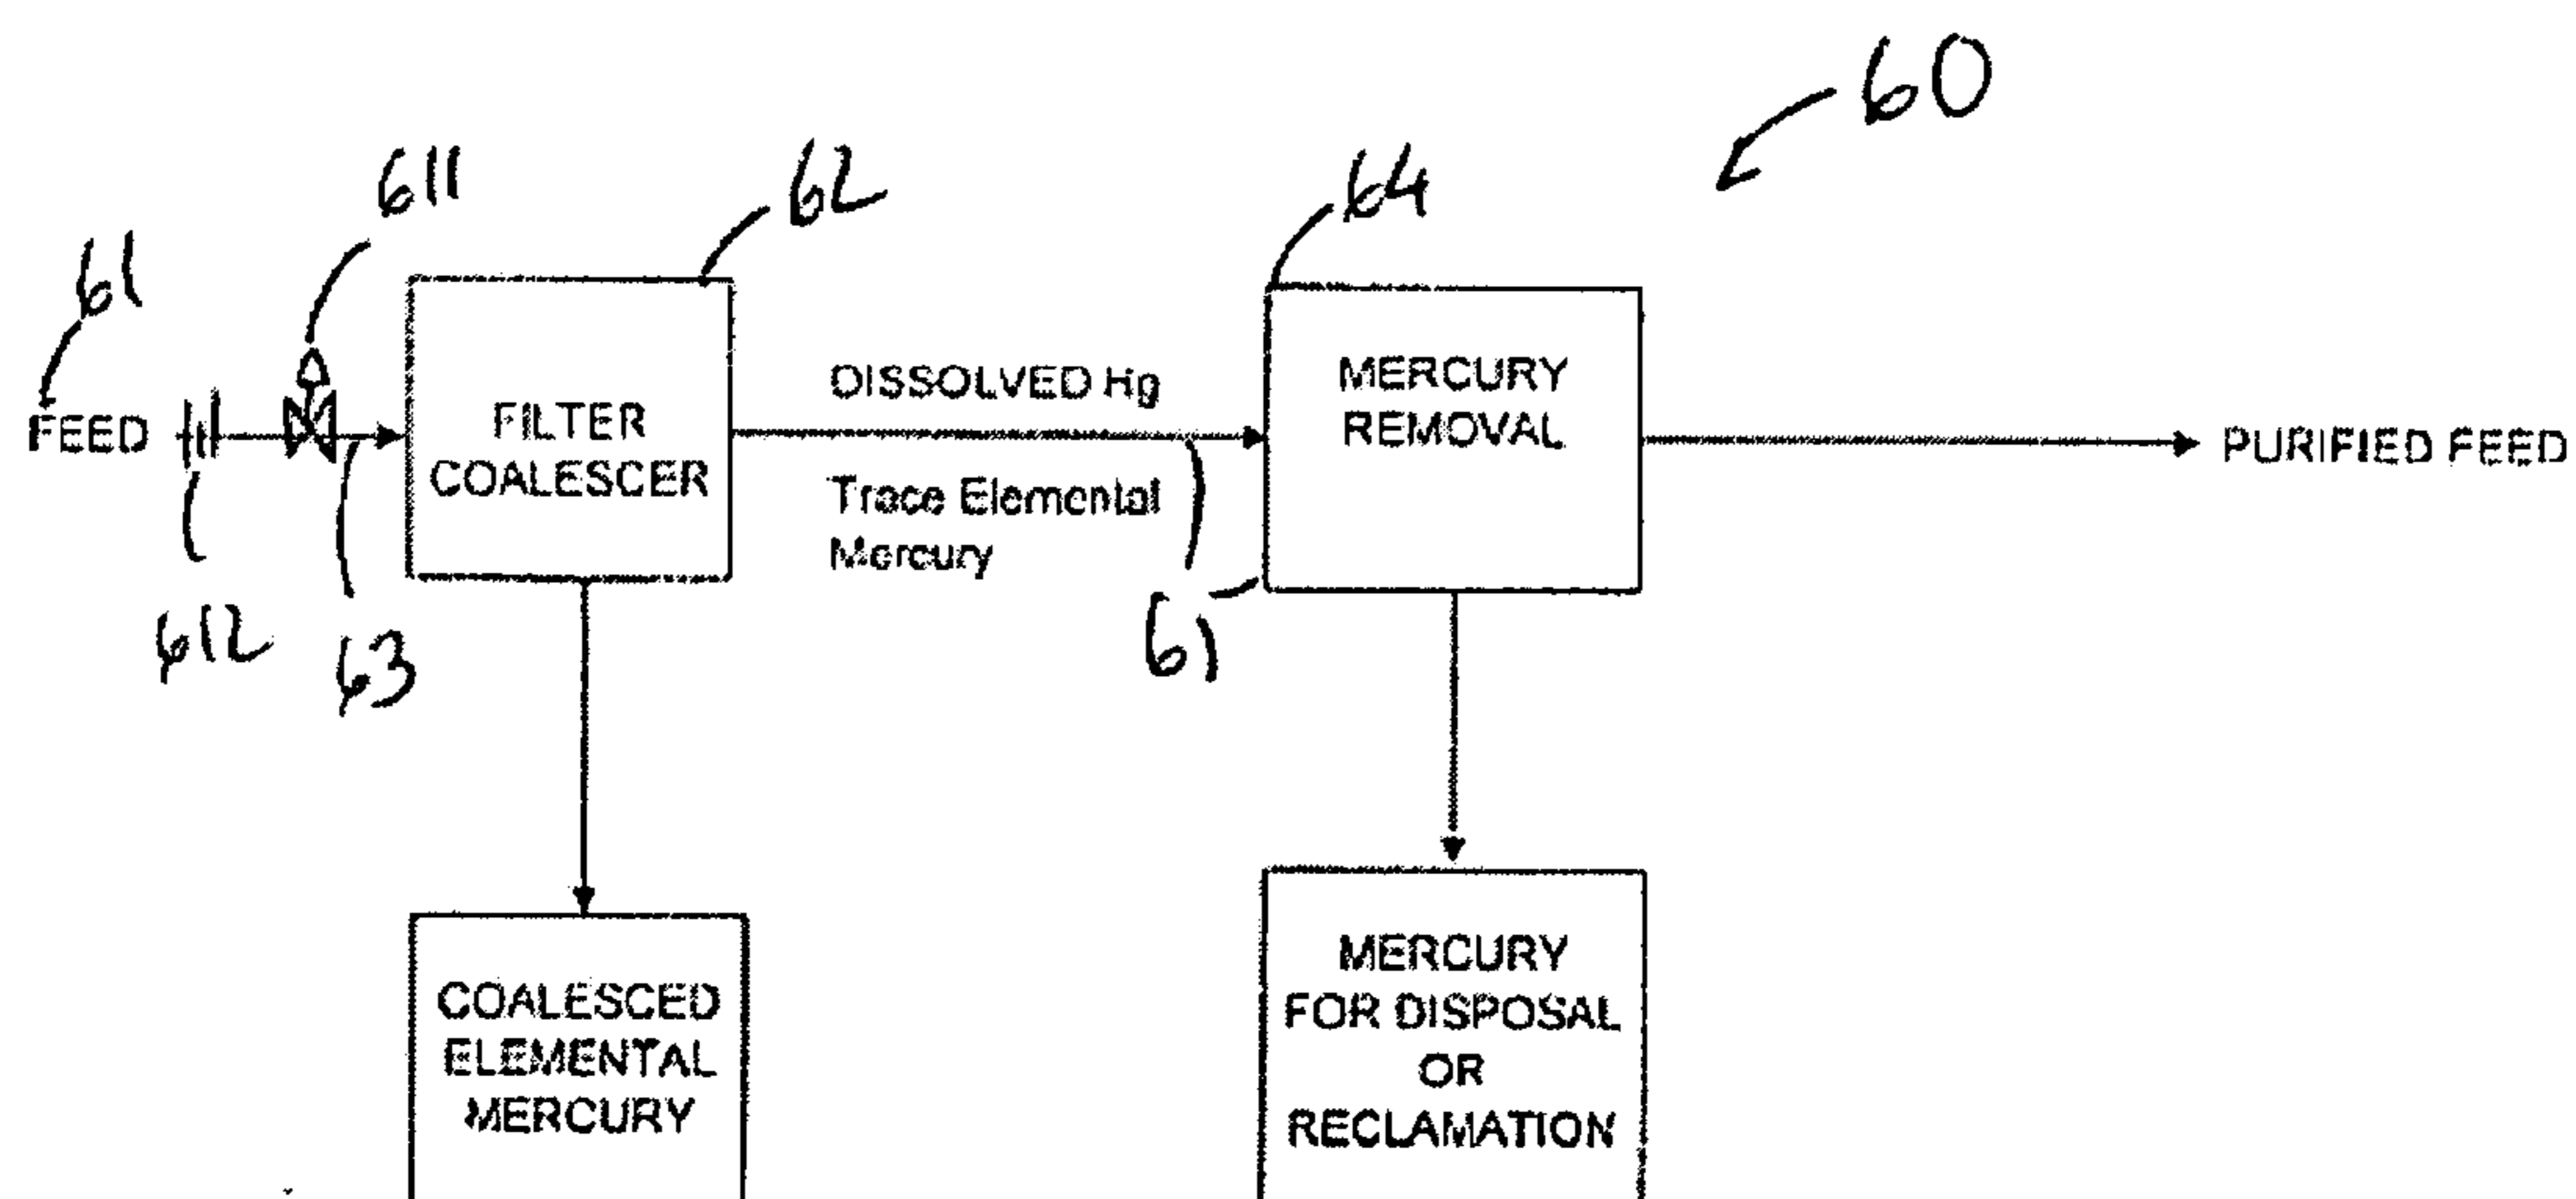 60
611
62
64
61
FEED
FILTER
COALESCER
DISSOLVED Hg
Trace Elemental
Mercury
MERCURY
REMOVAL
PURIFIED FEED
612
63
61
COALESCED
ELEMENTAL
MERCURY
MERCURY
FOR DISPOSAL
OR
RECLAMATION